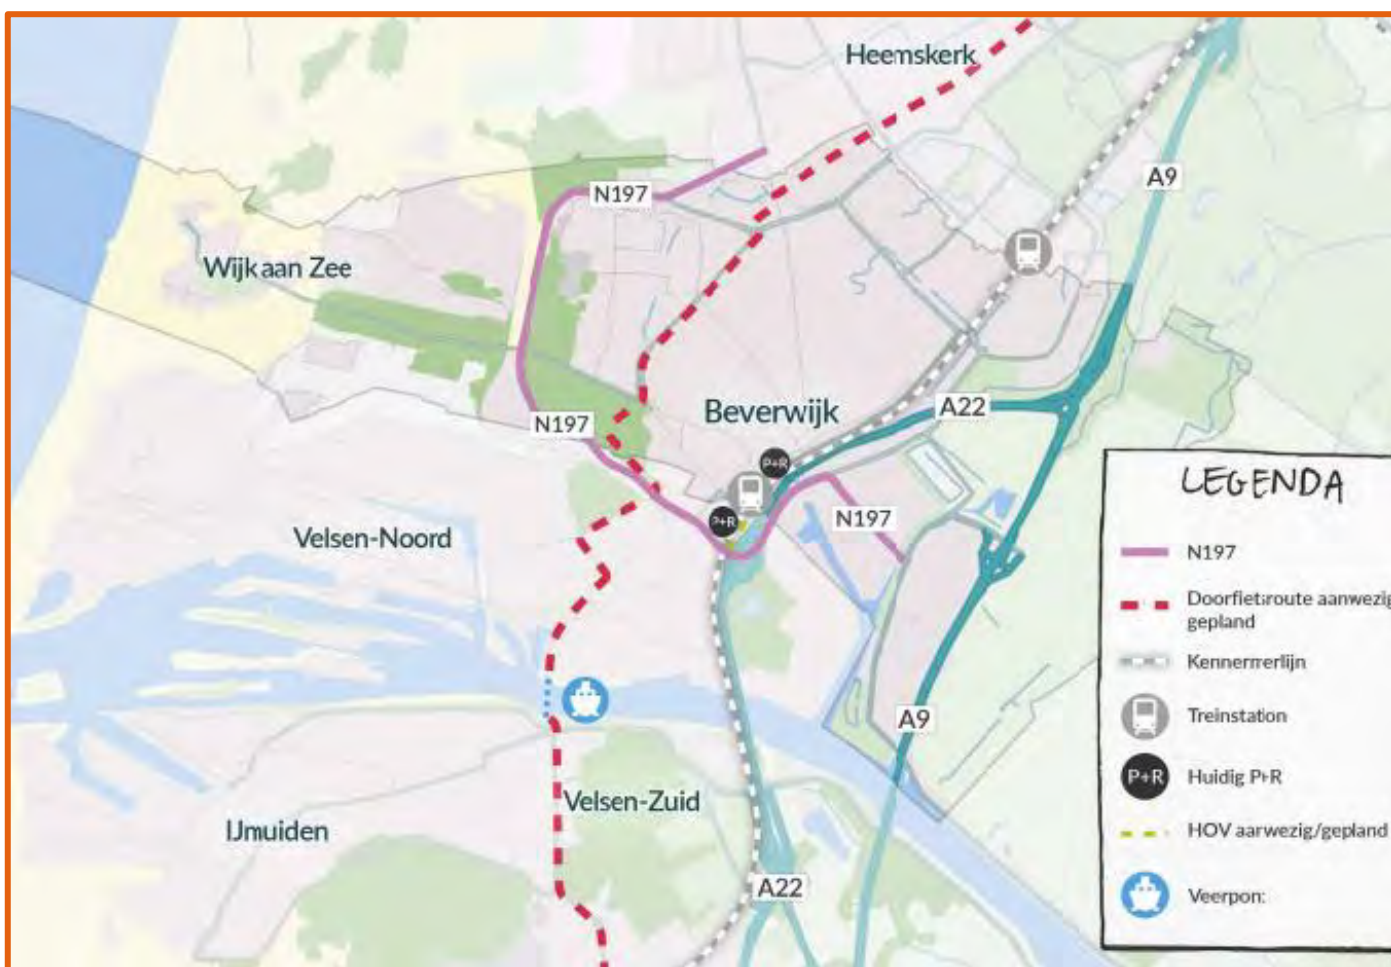 Heemskerk
A9
N197
Wijk aan Zee
Beverwijk
A22
N197
P+R
P+R
N197
Velsen-Noord
A9
Velsen-Zuid
IJmuiden
A22
LEGENDA
N197
Doorfietsroute aanwezig
gepland
Kennemerlijn
Treinstation
P+R
Huidig P+R
HOV aanwezig/gepland
Veerpont